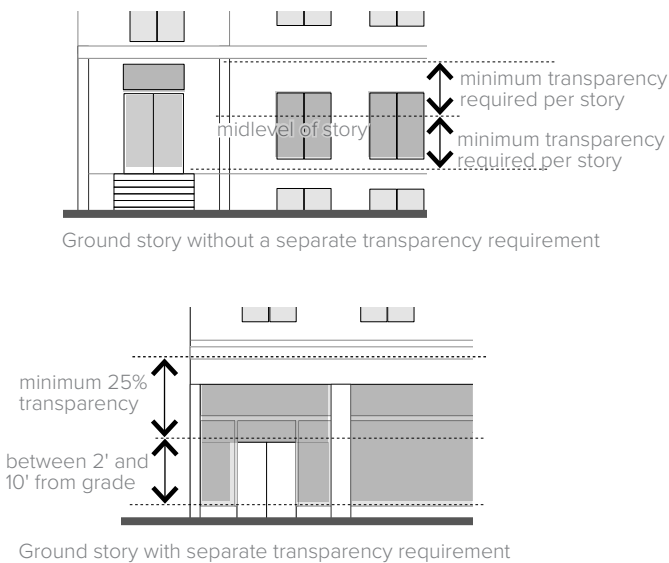 minimum transparency
required per story
midlevel of story
minimum transparency
required per story
Ground story without a separate transparency requirement
minimum 25%
transparency
between 2' and
10' from grade
Ground story with separate transparency requirement